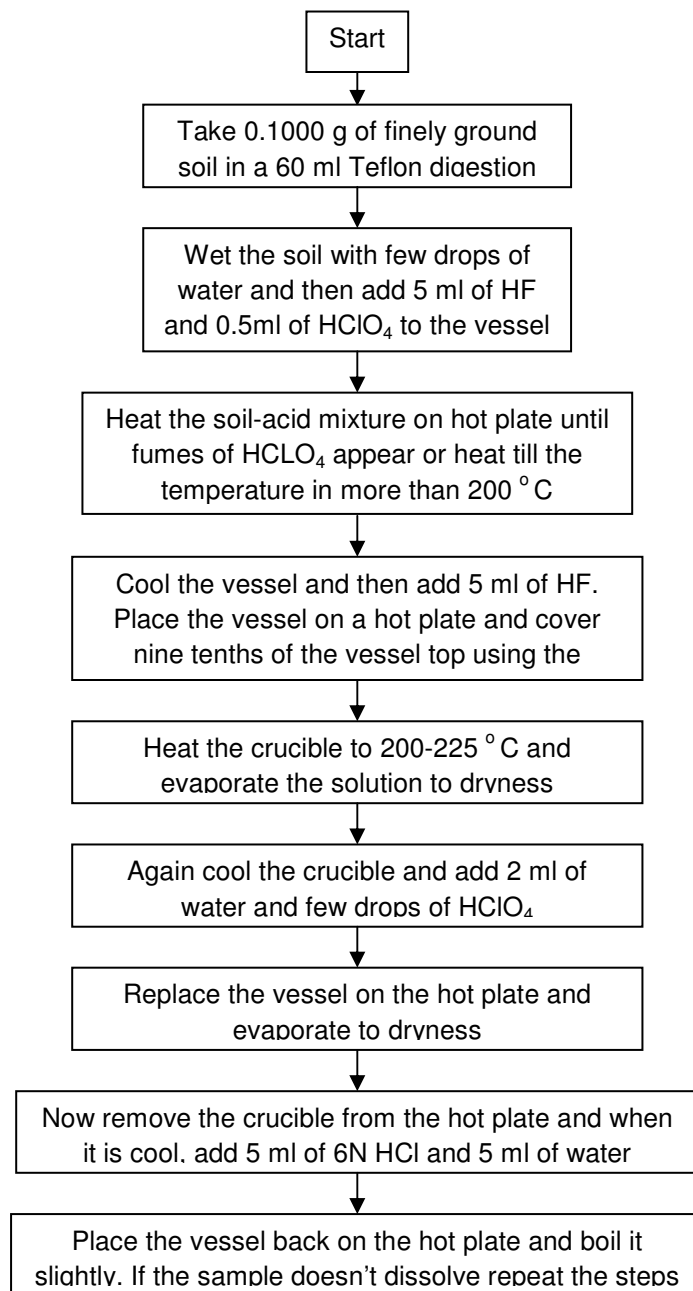 Start
Take 0.1000 g of finely ground
soil in a 60 ml Teflon digestion
Wet the soil with few drops of
water and then add 5 ml of HF
and 0.5ml of HClO₄ to the vessel
Heat the soil-acid mixture on hot plate until
fumes of HCLO₄ appear or heat till the
temperature in more than 200 ° C
Cool the vessel and then add 5 ml of HF.
Place the vessel on a hot plate and cover
nine tenths of the vessel top using the
Heat the crucible to 200-225 ° C and
evaporate the solution to dryness
Again cool the crucible and add 2 ml of
water and few drops of HClO₄
Replace the vessel on the hot plate and
evaporate to dryness
Now remove the crucible from the hot plate and when
it is cool, add 5 ml of 6N HCl and 5 ml of water
Place the vessel back on the hot plate and boil it
slightly. If the sample doesn't dissolve repeat the steps